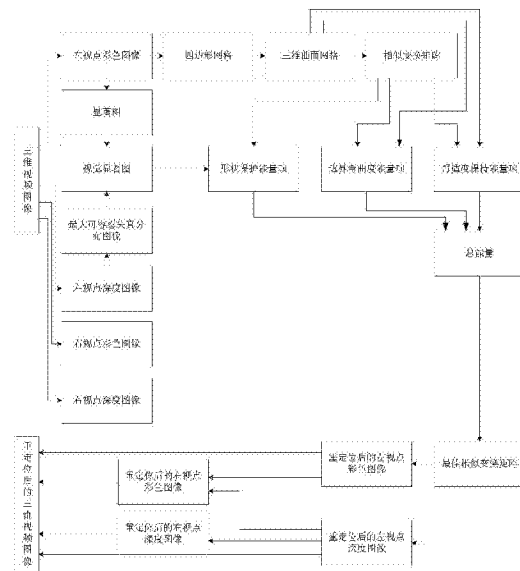 左视点彩色图像
四边形网格
三维曲面网格
相似变换矩阵
显著图
三维视频图像
视觉显著图
形状保护能量项
边界弯曲度能量项
舒适度保持能量项
最大可容忍失真分
布图像
左视点深度图像
总能量
右视点彩色图像
右视点深度图像
重定位后的三维视频图像
重定位后的左视点
彩色图像
最佳相似变换矩阵
重定位后的右视点
彩色图像
重定位后的右视点
深度图像
重定位后的左视点
深度图像